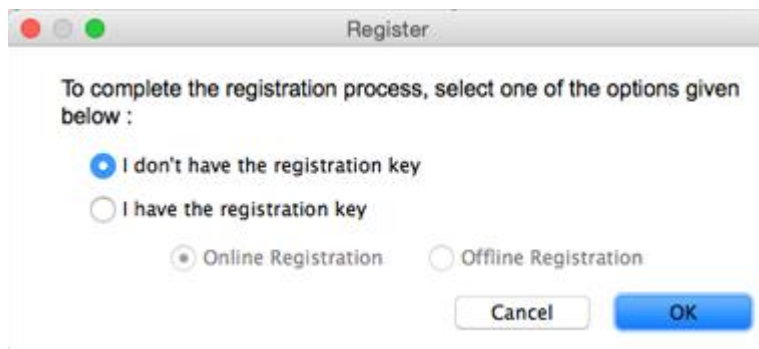 Register
To complete the registration process, select one of the options given
below :
I don't have the registration key
I have the registration key
Online Registration Offline Registration
Cancel OK